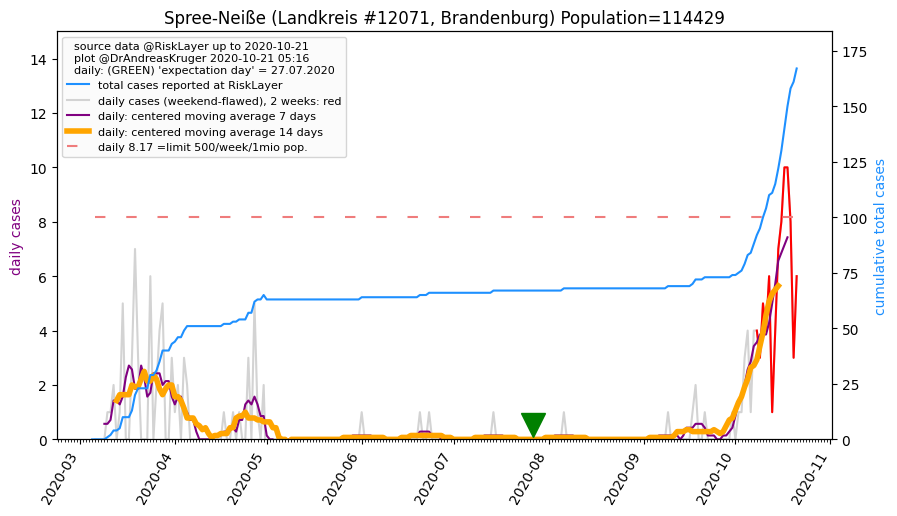 Spree-Neiße (Landkreis #12071, Brandenburg) Population=114429
source data @RiskLayer up to 2020-10-21
plot @DrAndreasKruger 2020-10-21 05:16
daily: (GREEN) 'expectation day' = 27.07.2020
total cases reported at RiskLayer
daily cases (weekend-flawed), 2 weeks: red
daily: centered moving average 7 days
daily: centered moving average 14 days
daily 8.17 =limit 500/week/1mio pop.
daily cases
14
12
10
8
6
4
2
0
175
150
125
100
75
50
25
0
cumulative total cases
2020-03
2020-04
2020-05
2020-06
2020-07
2020-08
2020-09
2020-10
2020-11